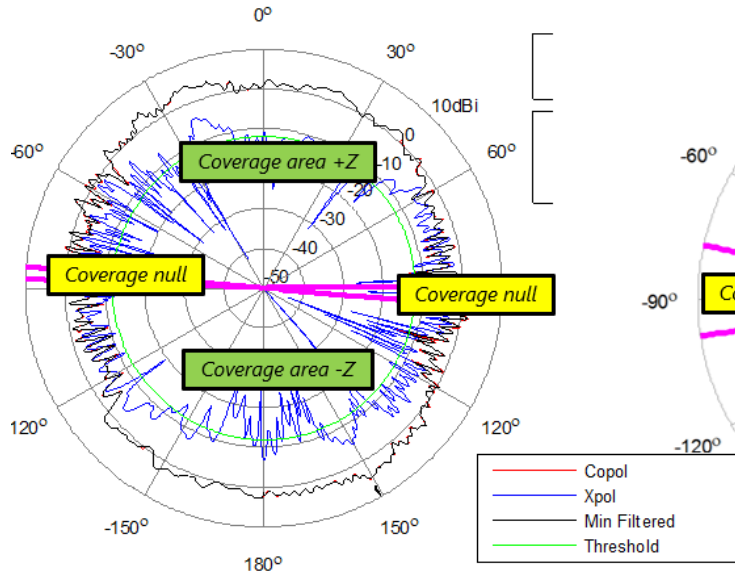 0°
-30°
30°
10dBi
-60°
0
60°
-60°
Coverage area +Z
-10
-20
-30
-40
Coverage null
-50
Coverage null
-90°
Coverage area -Z
120°
120°
-120°
Copol
Xpol
Min Filtered
Threshold
-150°
150°
180°